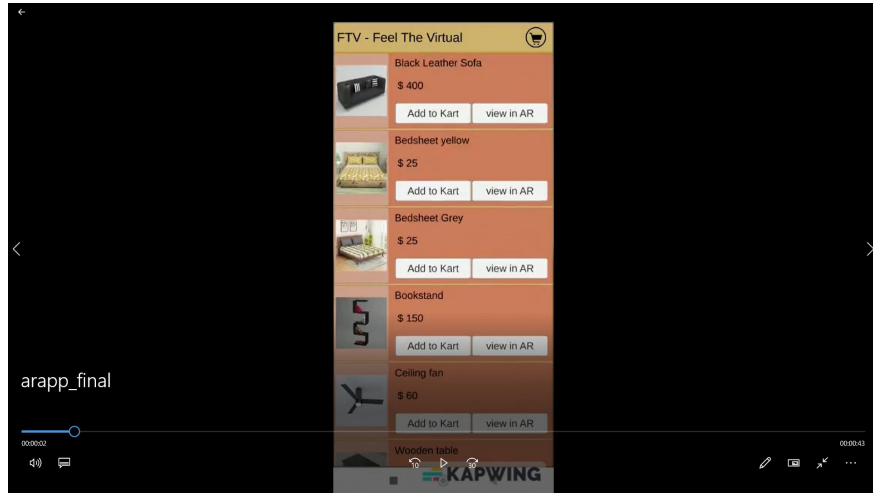 FTV - Feel The Virtual
Black Leather Sofa
$ 400
Add to Kart view in AR
Bedsheet yellow
$ 25
Add to Kart view in AR
Bedsheet Grey
$ 25
Add to Kart view in AR
Bookstand
$ 150
Add to Kart view in AR
Ceiling fan
$ 60
Add to Kart view in AR
arapp_final
Wooden table
00:00:02 00:00:43
10 30
KAPWING